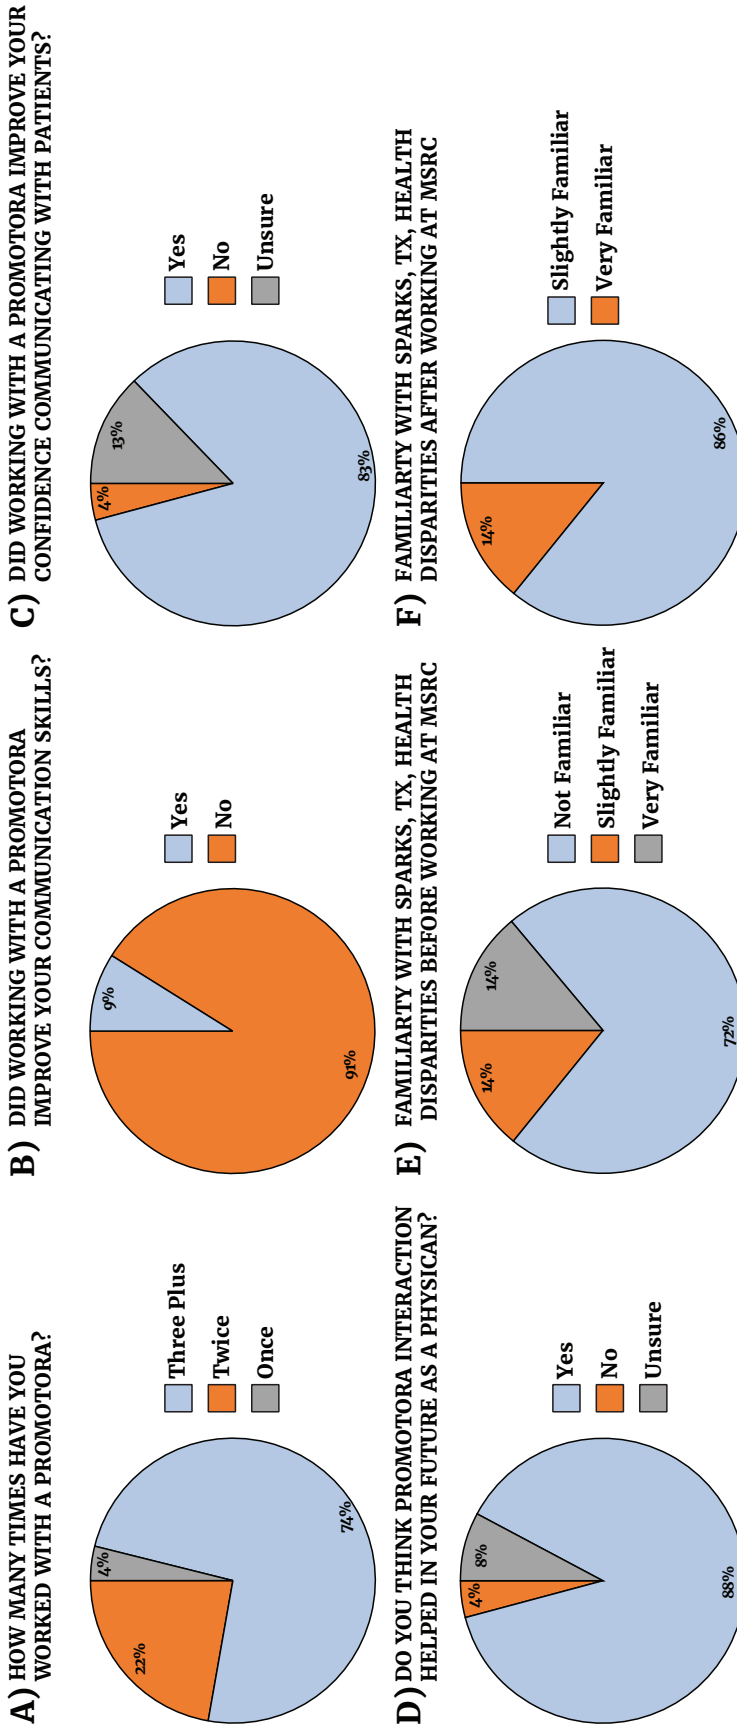 A) HOW MANY TIMES HAVE YOU
WORKED WITH A PROMOTORA?
4%
22%
74%
Three Plus
Twice
Once
B) DID WORKING WITH A PROMOTORA
IMPROVE YOUR COMMUNICATION SKILLS?
9%
91%
Yes
No
C) DID WORKING WITH A PROMOTORA IMPROVE YOUR
CONFIDENCE COMMUNICATING WITH PATIENTS?
4%
13%
83%
Yes
No
Unsure
D) DO YOU THINK PROMOTORA INTERACTION
HELPED IN YOUR FUTURE AS A PHYSICAN?
4%
8%
88%
Yes
No
Unsure
E) FAMILIARTY WITH SPARKS, TX, HEALTH
DISPARITIES BEFORE WORKING AT MSRC
14%
14%
72%
Not Familiar
Slightly Familiar
Very Familiar
F) FAMILIARTY WITH SPARKS, TX, HEALTH
DISPARITIES AFTER WORKING AT MSRC
14%
86%
Slightly Familiar
Very Familiar